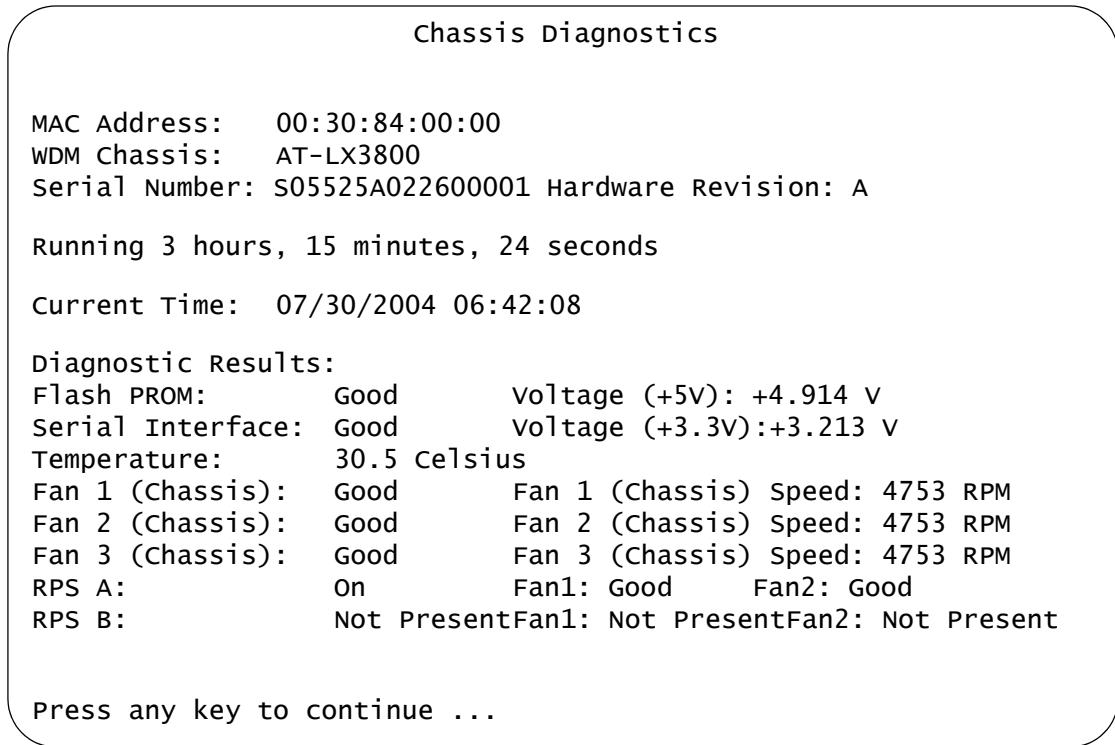 Chassis Diagnostics
MAC Address: 00:30:84:00:00
WDM Chassis: AT-LX3800
Serial Number: S05525A022600001 Hardware Revision: A
Running 3 hours, 15 minutes, 24 seconds
Current Time: 07/30/2004 06:42:08
Diagnostic Results:
Flash PROM: Good Voltage (+5V): +4.914 V
Serial Interface: Good Voltage (+3.3V):+3.213 V
Temperature: 30.5 Celsius
Fan 1 (Chassis): Good Fan 1 (Chassis) Speed: 4753 RPM
Fan 2 (Chassis): Good Fan 2 (Chassis) Speed: 4753 RPM
Fan 3 (Chassis): Good Fan 3 (Chassis) Speed: 4753 RPM
RPS A: On Fan1: Good Fan2: Good
RPS B: Not PresentFan1: Not PresentFan2: Not Present
Press any key to continue ...